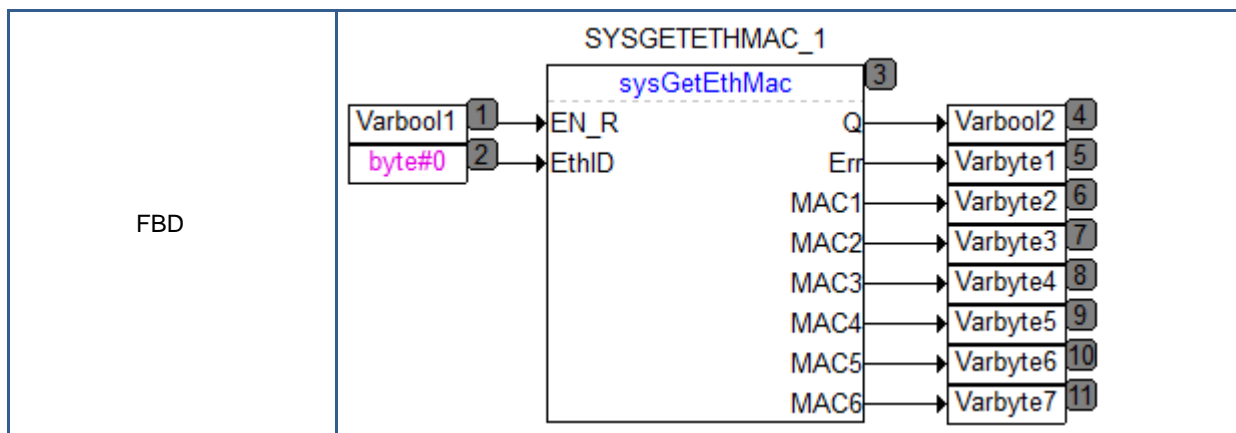 FBD
SYSGETETHMAC_1
sysGetEthMac 3
Varbool1 1 EN_R Q Varbool2 4
byte#0 2 EthID Err Varbyte1 5
MAC1 Varbyte2 6
MAC2 Varbyte3 7
MAC3 Varbyte4 8
MAC4 Varbyte5 9
MAC5 Varbyte6 10
MAC6 Varbyte7 11